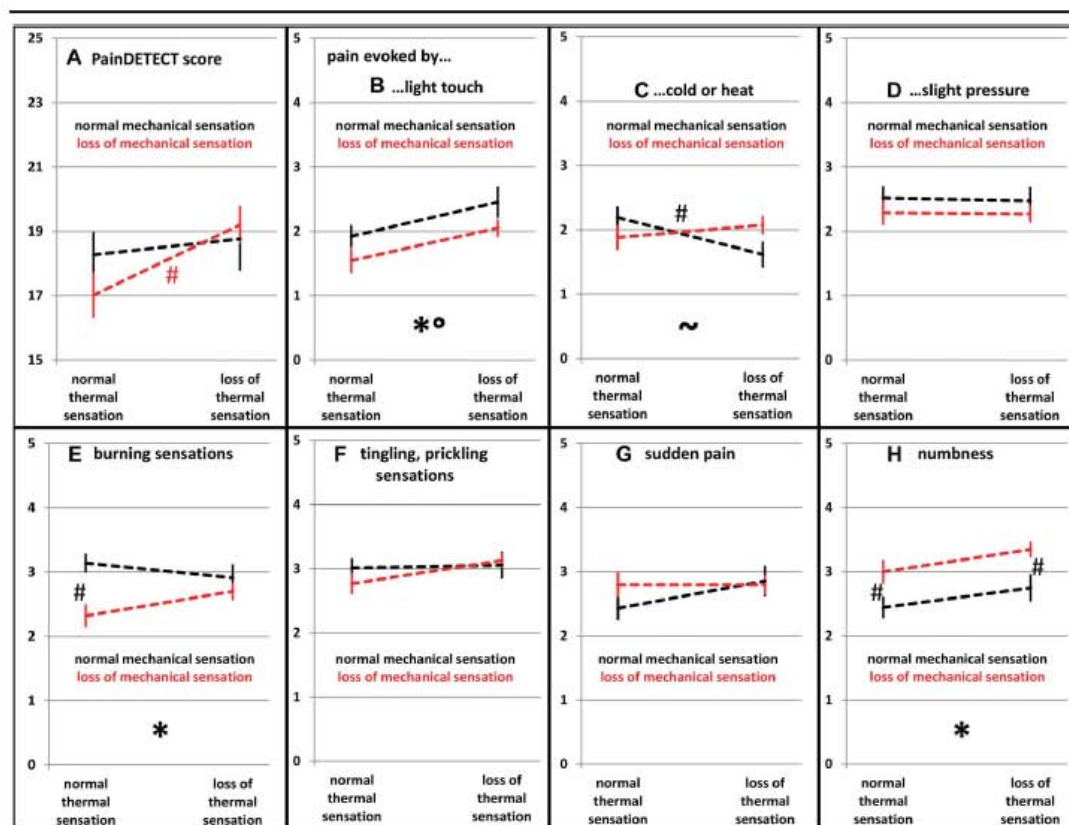 A PainDETECT score
25
23
21
19
17
15
normal mechanical sensation
loss of mechanical sensation
#
normal
thermal
sensation
loss of
thermal
sensation
pain evoked by...
B ...light touch
5
4
3
2
1
0
normal mechanical sensation
loss of mechanical sensation
*°
normal
thermal
sensation
loss of
thermal
sensation
C ...cold or heat
5
4
3
2
1
0
normal mechanical sensation
loss of mechanical sensation
#
~
normal
thermal
sensation
loss of
thermal
sensation
D ...slight pressure
5
4
3
2
1
0
normal mechanical sensation
loss of mechanical sensation
normal
thermal
sensation
loss of
thermal
sensation
E burning sensations
5
4
3
2
1
0
#
normal mechanical sensation
loss of mechanical sensation
*
normal
thermal
sensation
loss of
thermal
sensation
F tingling, prickling
sensations
5
4
3
2
1
0
normal mechanical sensation
loss of mechanical sensation
normal
thermal
sensation
loss of
thermal
sensation
G sudden pain
5
4
3
2
1
0
normal mechanical sensation
loss of mechanical sensation
normal
thermal
sensation
loss of
thermal
sensation
H numbness
5
4
3
2
1
0
#
#
normal mechanical sensation
loss of mechanical sensation
*
normal
thermal
sensation
loss of
thermal
sensation